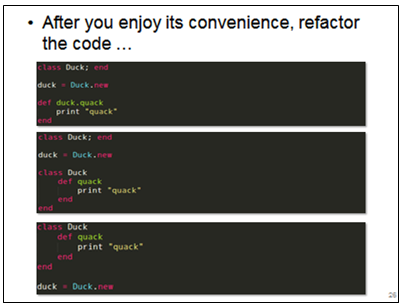 • After you enjoy its convenience, refactor
the code …
class Duck; end
duck = Duck.new
def duck.quack
    print "quack"
end
class Duck; end
duck = Duck.new
class Duck
    def quack
        print "quack"
    end
end
class Duck
    def quack
        print "quack"
    end
end
duck = Duck.new
26